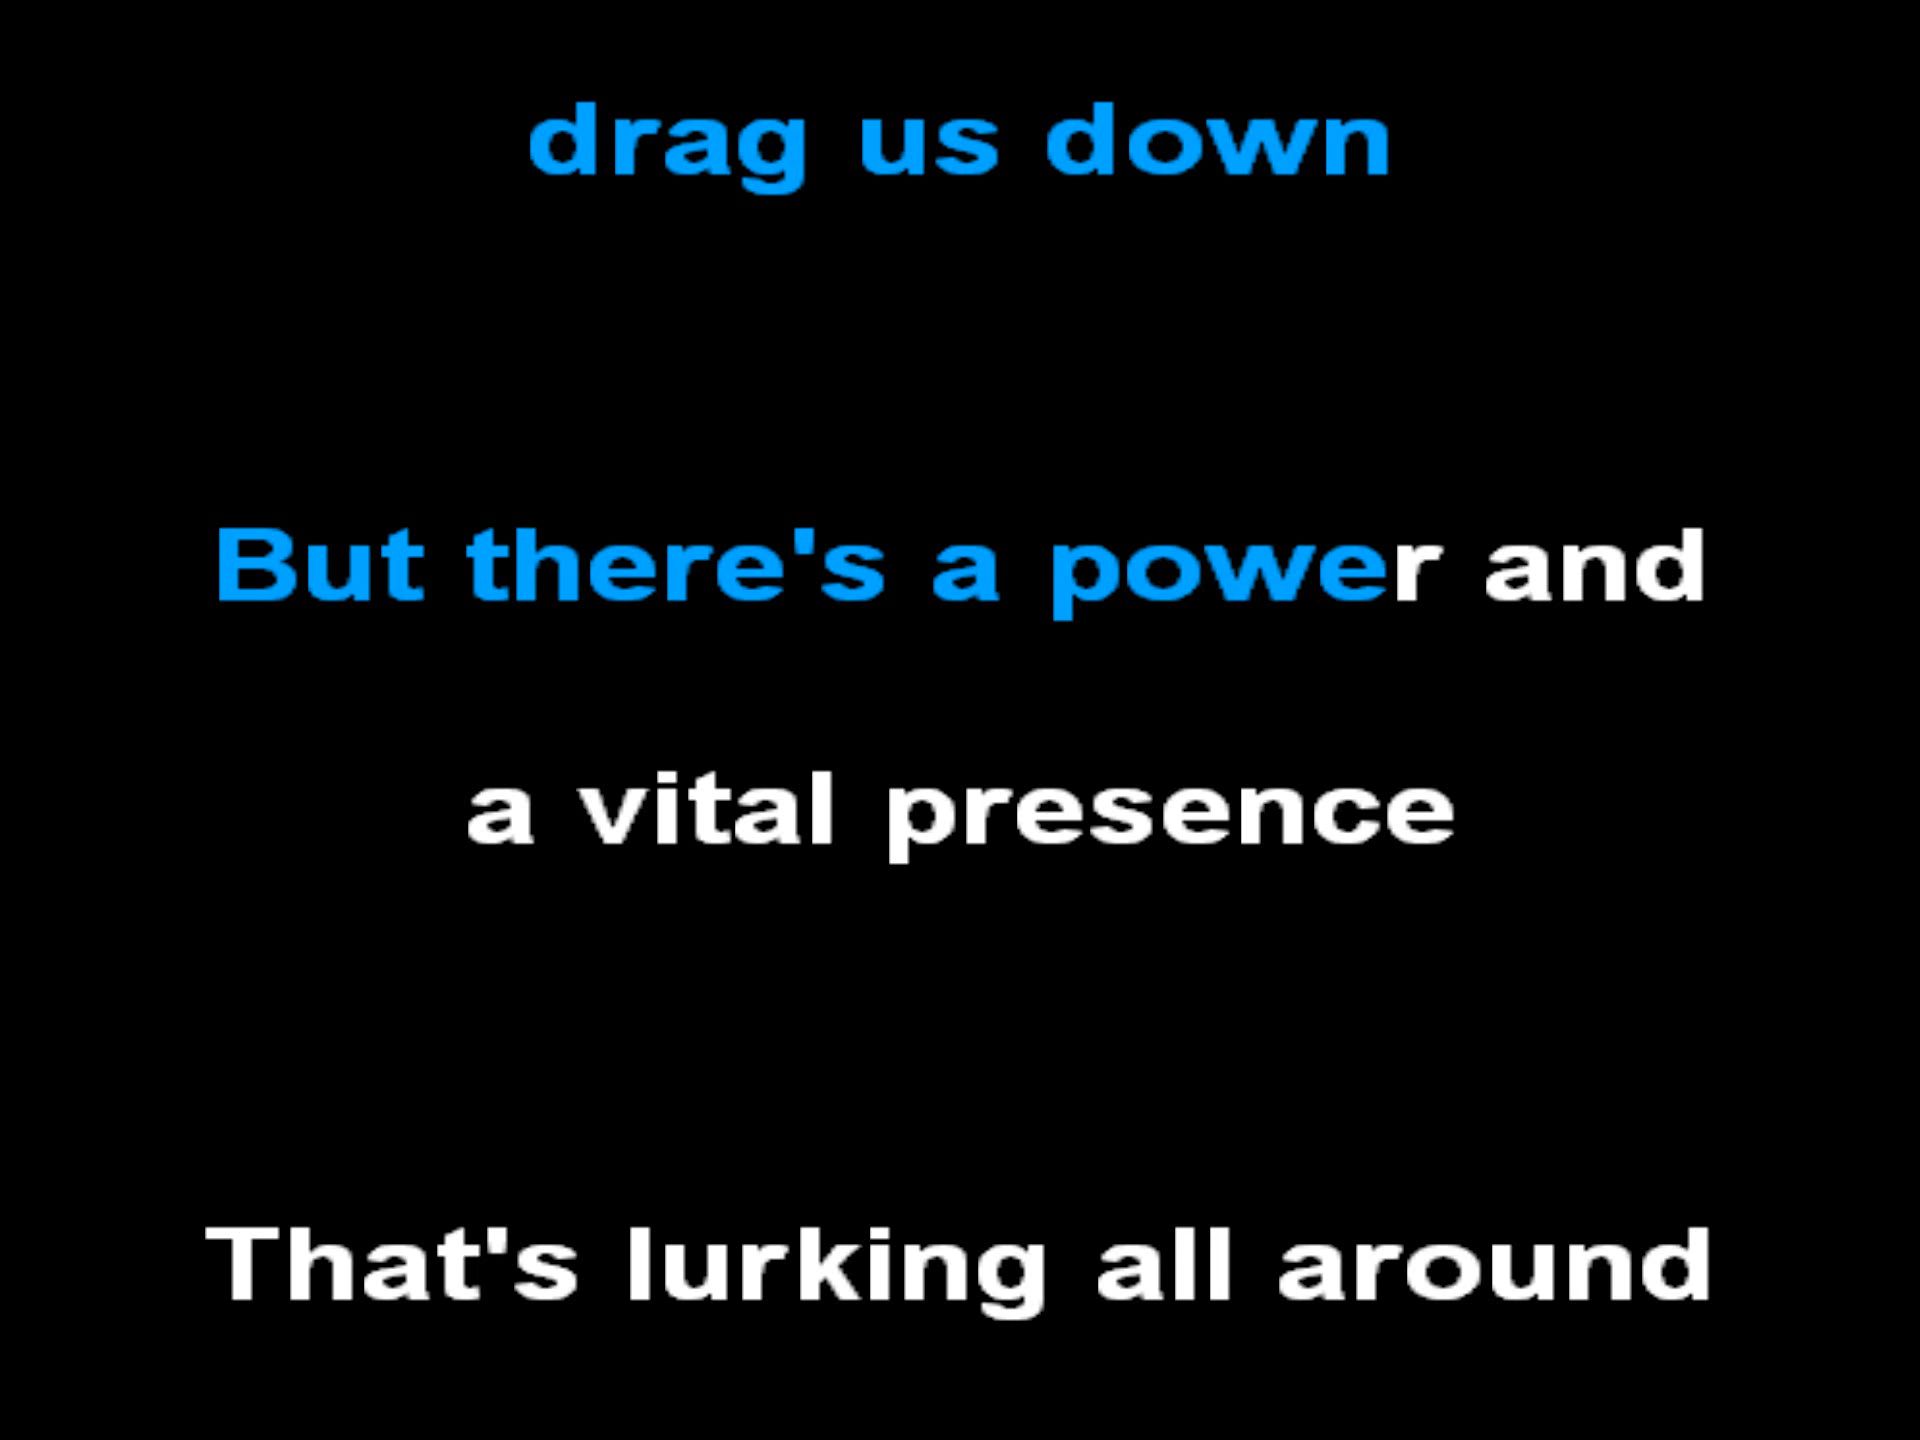 drag us down
But there's a power and
a vital presence
That's lurking all around